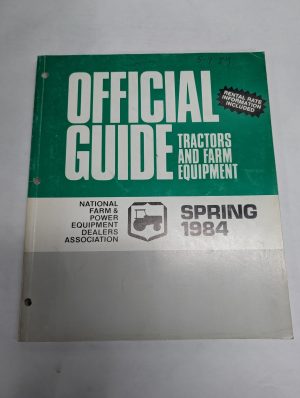 OFFICIAL
GUIDE
TRACTORS
AND FARM
EQUIPMENT
RENTAL RATE
INFORMATION
INCLUDED
NATIONAL
FARM &
POWER
EQUIPMENT
DEALERS
ASSOCIATION
SPRING
1984